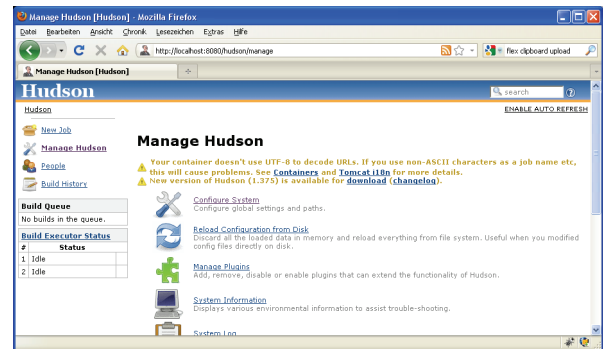 Manage Hudson [Hudson] - Mozilla Firefox
Datei Bearbeiten Ansicht Chronik Lesezeichen Extras Hilfe
http://localhost:8080/hudson/manage
flex clipboard upload
Manage Hudson [Hudson]
Hudson
search
Hudson
ENABLE AUTO REFRESH
New Job
Manage Hudson
People
Build History
Build Queue
No builds in the queue.
Build Executor Status
# Status
1 Idle
2 Idle
Manage Hudson
Your container doesn't use UTF-8 to decode URLs. If you use non-ASCII characters as a job name etc,
this will cause problems. See Containers and Tomcat i18n for more details.
New version of Hudson (1.375) is available for download (changelog).
Configure System
Configure global settings and paths.
Reload Configuration from Disk
Discard all the loaded data in memory and reload everything from file system. Useful when you modified
config files directly on disk.
Manage Plugins
Add, remove, disable or enable plugins that can extend the functionality of Hudson.
System Information
Displays various environmental information to assist trouble-shooting.
System Log